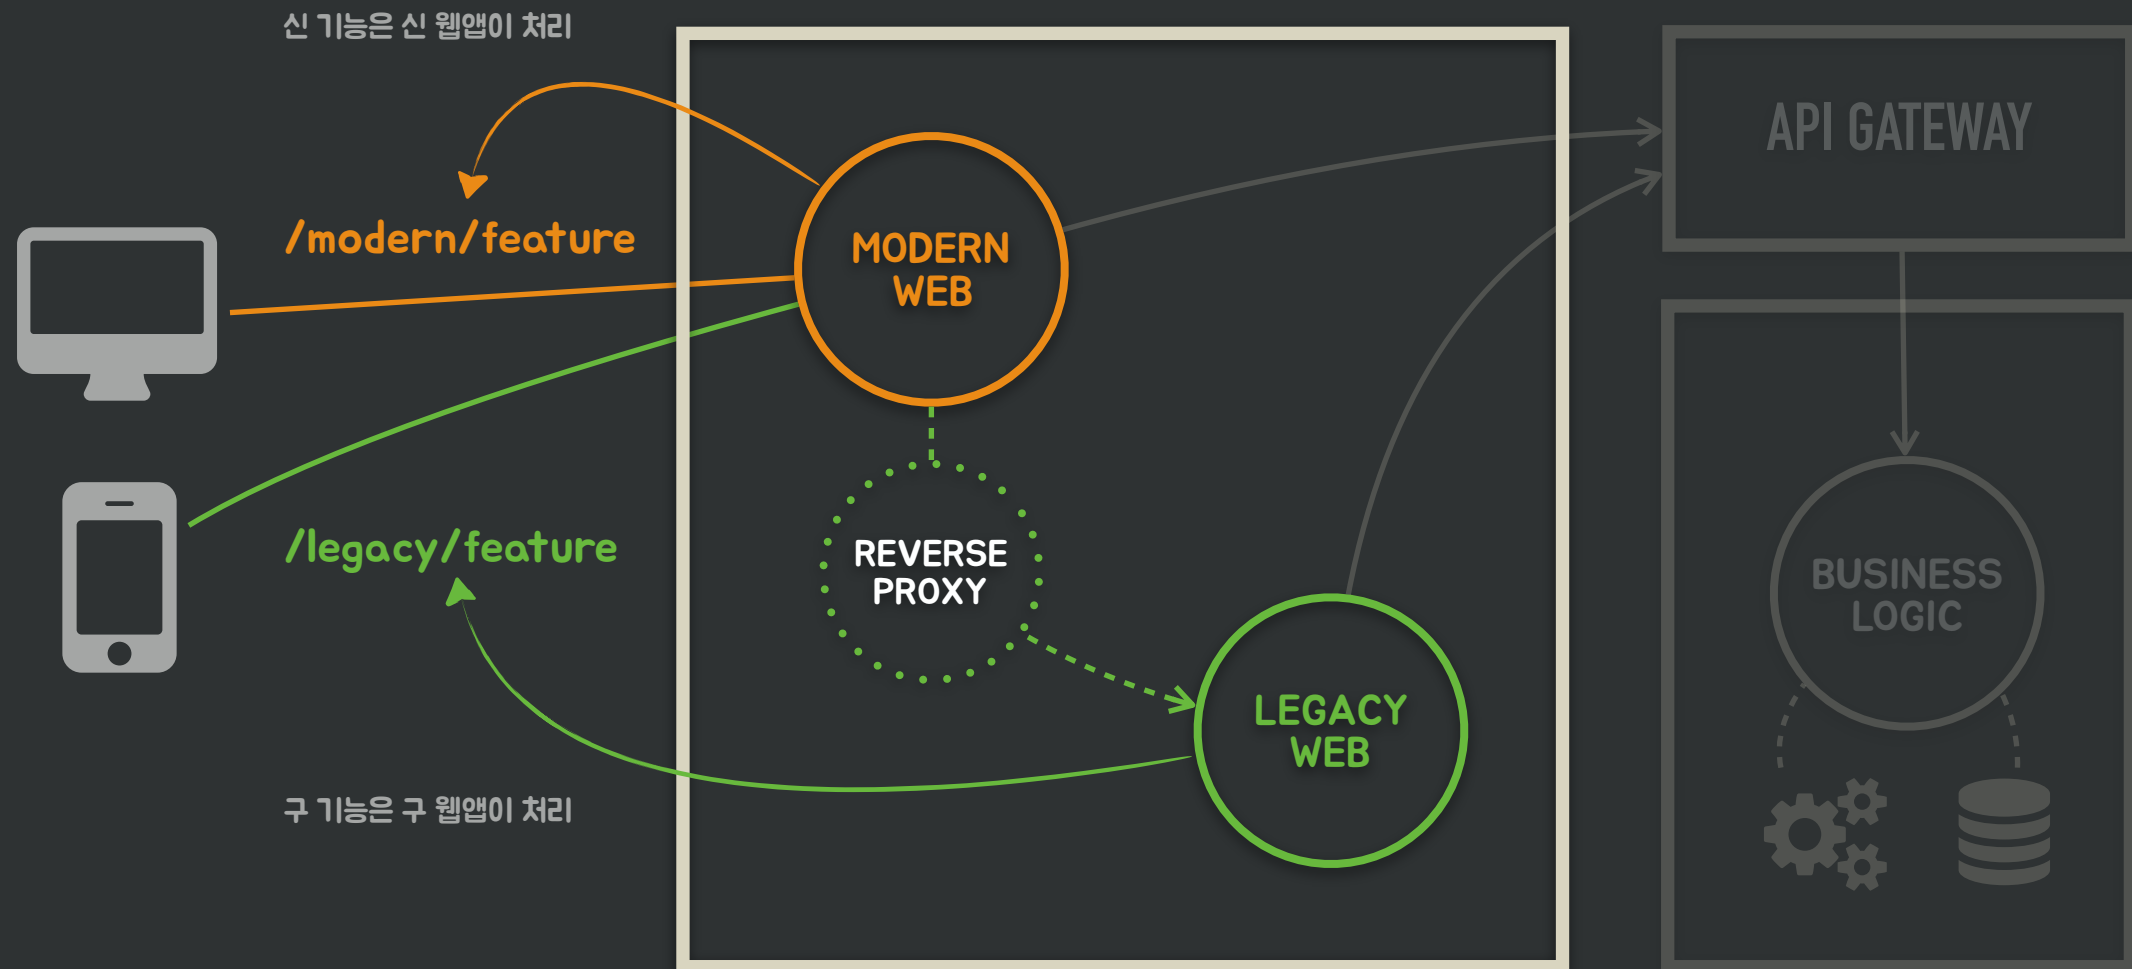 신 기능은 신 웹앱이 처리
API GATEWAY
/modern/feature
MODERN
WEB
/legacy/feature
REVERSE
PROXY
BUSINESS
LOGIC
LEGACY
WEB
구 기능은 구 웹앱이 처리